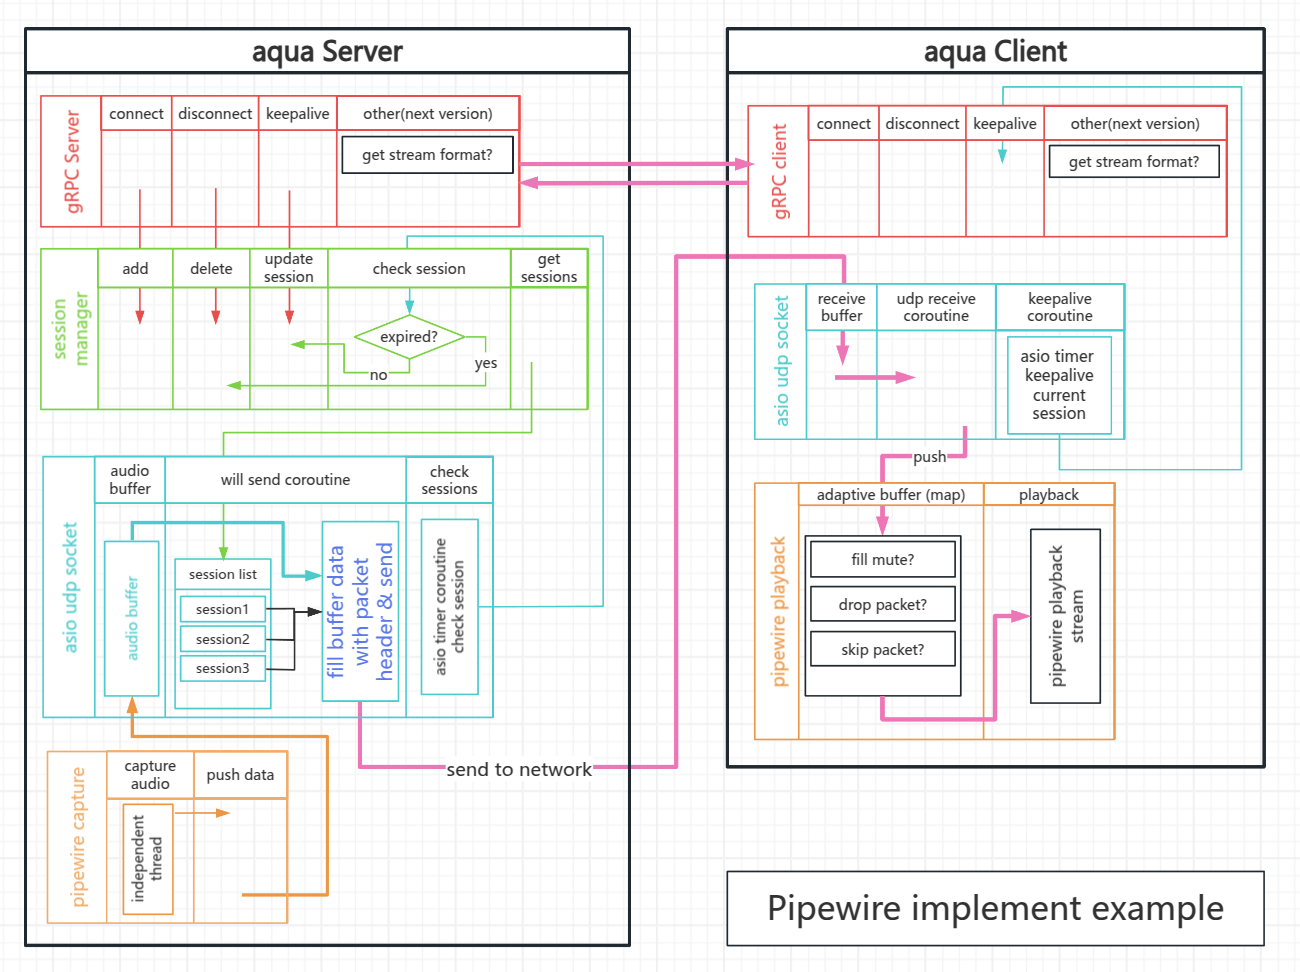 aqua Server
gRPC Server
connect
disconnect
keepalive
other(next version)
get stream format?
session
manager
add
delete
update
session
check session
get
sessions
expired?
yes
no
asio udp socket
audio
buffer
will send coroutine
check
sessions
audio buffer
session list
session1
session2
session3
fill buffer data
with packet
header & send
asio timer coroutine
check session
pipewire capture
capture
audio
push data
independent
thread
send to network
aqua Client
gRPC client
connect
disconnect
keepalive
other(next version)
get stream format?
asio udp socket
receive
buffer
udp receive
coroutine
keepalive
coroutine
asio timer
keepalive
current
session
push
pipewire playback
adaptive buffer (map)
playback
fill mute?
drop packet?
skip packet?
pipewire playback
stream
Pipewire implement example